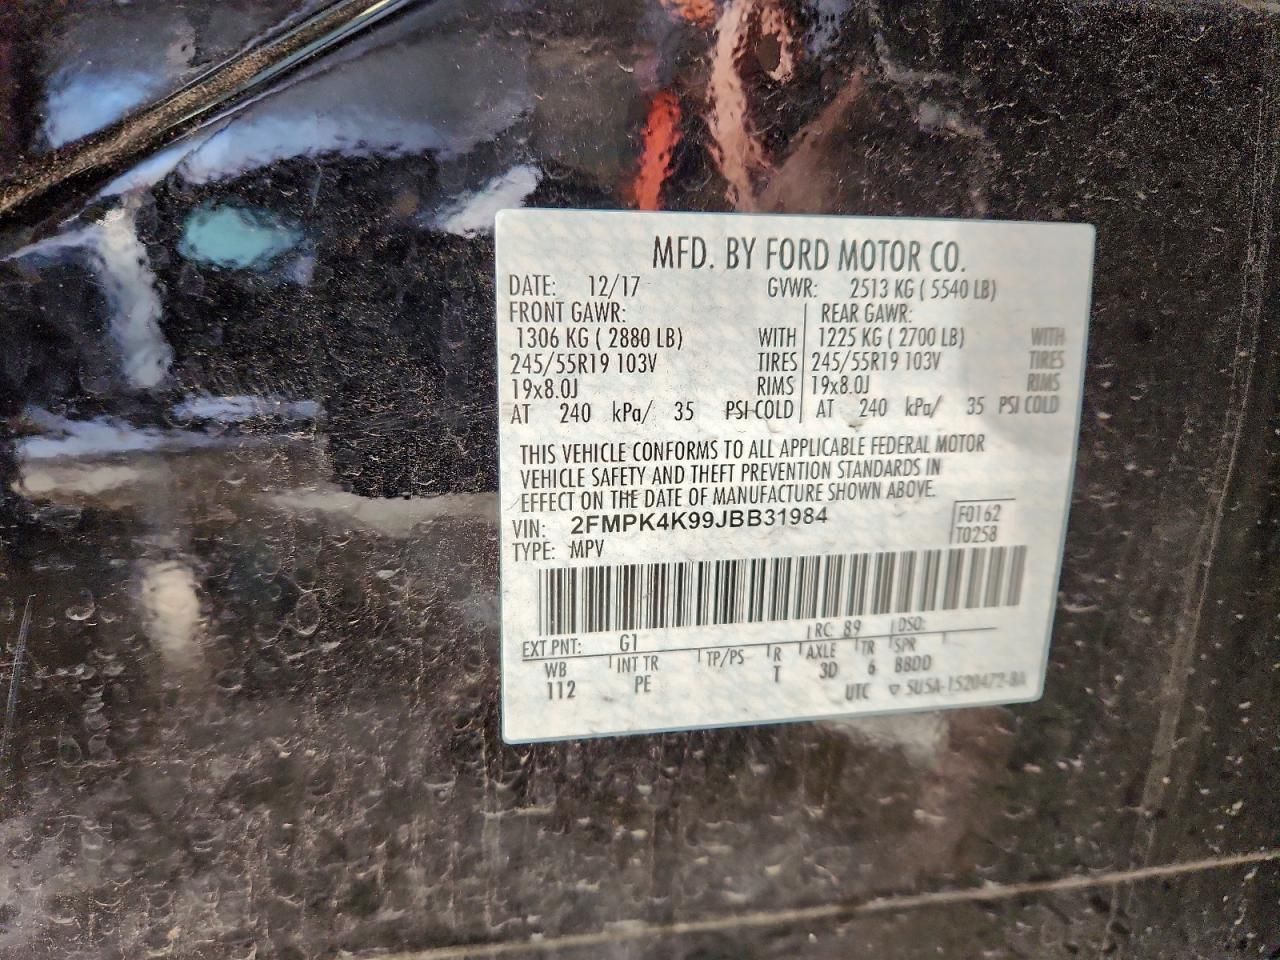 MFD. BY FORD MOTOR CO.
DATE: 12/17 GVWR: 2513 KG ( 5540 LB)
FRONT GAWR: REAR GAWR:
1306 KG ( 2880 LB) WITH 1225 KG ( 2700 LB) WITH
245/55R19 103V TIRES 245/55R19 103V TIRES
19x8.0J RIMS 19x8.0J RIMS
AT 240 kPa/ 35 PSI COLD AT 240 kPa/ 35 PSI COLD
THIS VEHICLE CONFORMS TO ALL APPLICABLE FEDERAL MOTOR
VEHICLE SAFETY AND THEFT PREVENTION STANDARDS IN
EFFECT ON THE DATE OF MANUFACTURE SHOWN ABOVE.
VIN: 2FMPK4K99JBB31984 F0162
TYPE: MPV T0258
EXT PNT: G1 RC 89 DSO:
WB INT TR TP/PS R AXLE TR SPR
112 PE T 3D 6 BBDD
UTC ▽ SU5A-1520472-BA